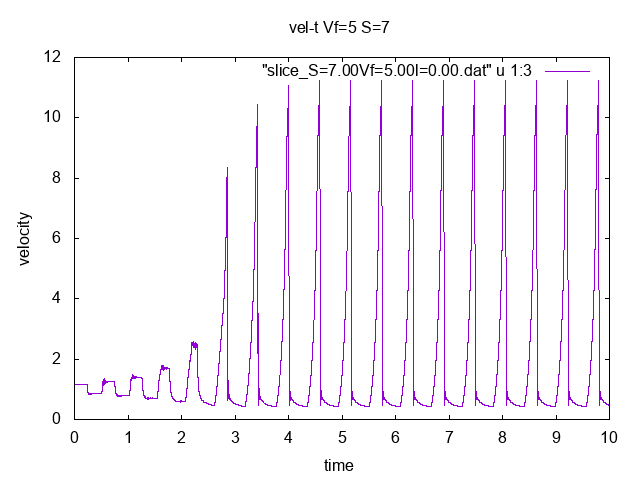 vel-t Vf=5 S=7
"slice_S=7.00Vf=5.00I=0.00.dat" u 1:3
12
10
8
6
4
2
0
velocity
0 1 2 3 4 5 6 7 8 9 10
time